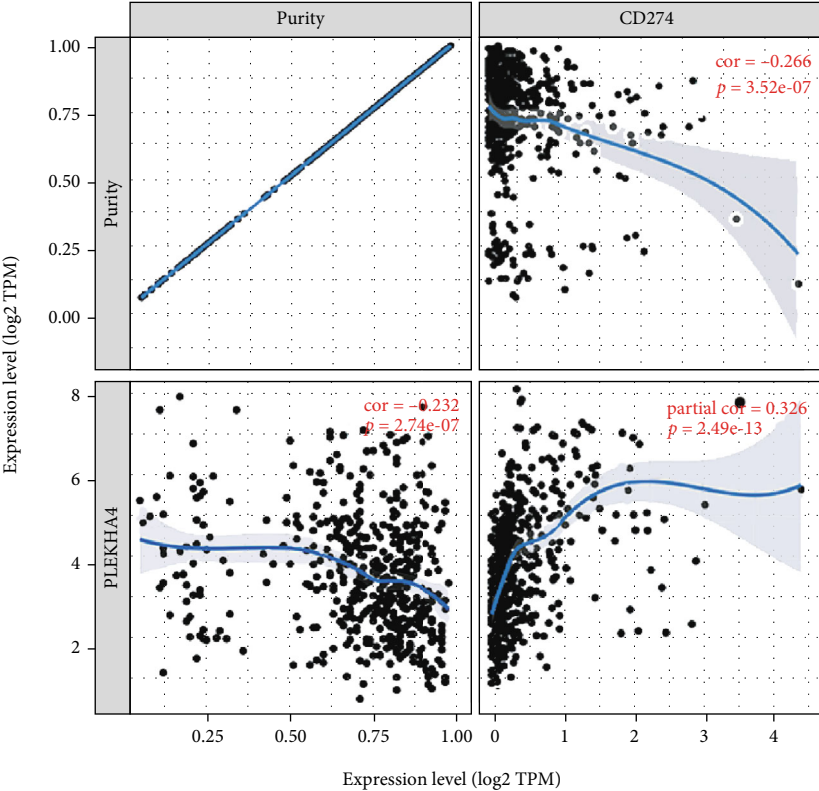 Purity
CD274
1.00
0.75
0.50
0.25
0.00
Purity
cor = –0.266
p = 3.52e-07
Expression level (log2 TPM)
8
6
4
2
PLEKHA4
cor = –0.232
p = 2.74e-07
partial cor = 0.326
p = 2.49e-13
0.25 0.50 0.75 1.00
0 1 2 3 4
Expression level (log2 TPM)